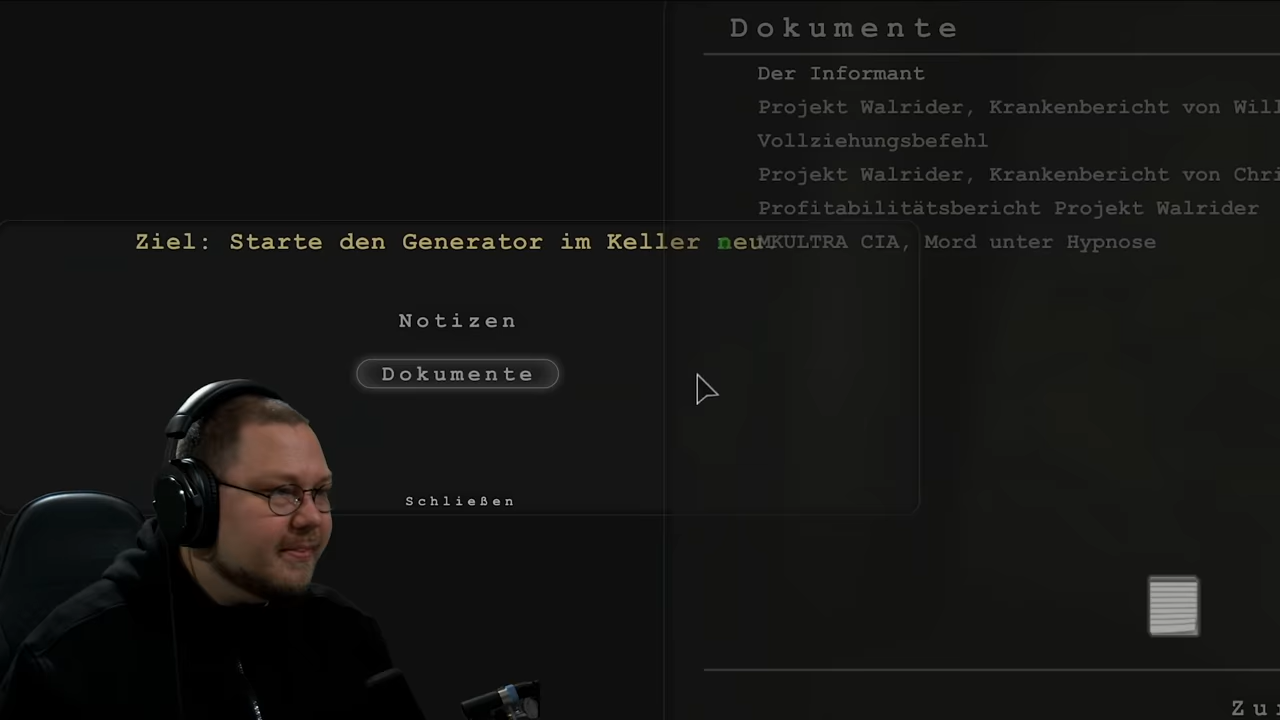 Dokumente
Der Informant
Projekt Walrider, Krankenbericht von Will
Vollziehungsbefehl
Projekt Walrider, Krankenbericht von Chri
Profitabilitätsbericht Projekt Walrider
MKULTRA CIA, Mord unter Hypnose
Ziel: Starte den Generator im Keller neu
Notizen
Dokumente
Schließen
Zu